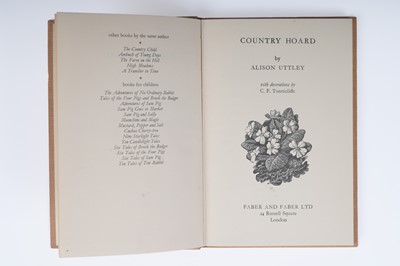 other books by the same author
The Country Child
Ambush of Young Days
The Farm on the Hill
High Meadows
A Traveller in Time
books for children
The Adventures of No Ordinary Rabbit
Tales of the Four Pigs and Brock the Badger
Adventures of Sam Pig
Sam Pig Goes to Market
Sam Pig and Sally
Moonshine and Magic
Mustard, Pepper and Salt
Cuckoo Cherry-tree
Nine Starlight Tales
Ten Candlelight Tales
Six Tales of Brock the Badger
Six Tales of the Four Pigs
Six Tales of Sam Pig
Ten Tales of Tim Rabbit
COUNTRY HOARD
by
ALISON UTTLEY
with decorations by
C. F. Tunnicliffe
FABER AND FABER LTD
24 Russell Square
London